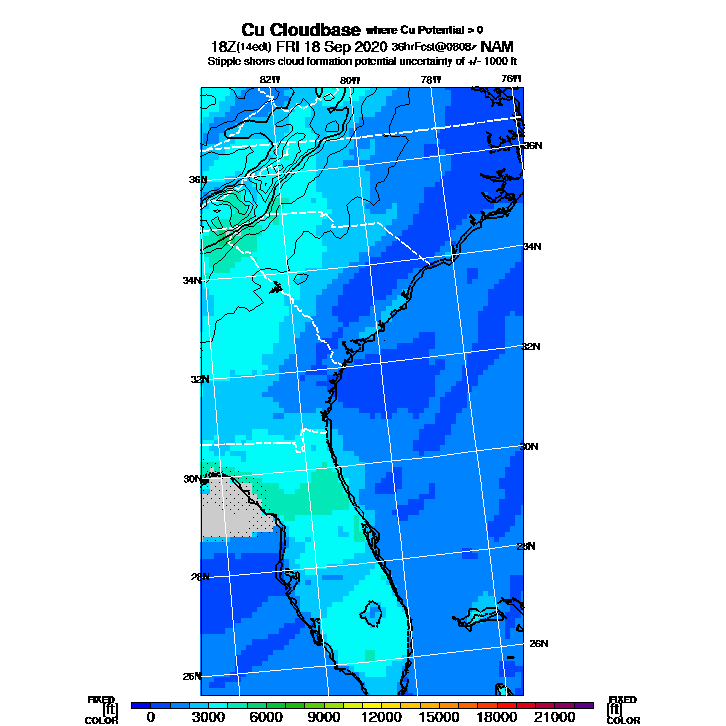 Cu Cloudbase where Cu Potential > 0
18Z(14edt) FRI 18 Sep 2020 36hrFcst@0808z NAM
Stipple shows cloud formation potential uncertainty of +/- 1000 ft
82W 80W 78W 76W
36N 36N
34N 34N
32N 32N
30N 30N
28N 28N
26N 26N
FIXED FIXED
[ft] [ft]
COLOR COLOR
0 3000 6000 9000 12000 15000 18000 21000